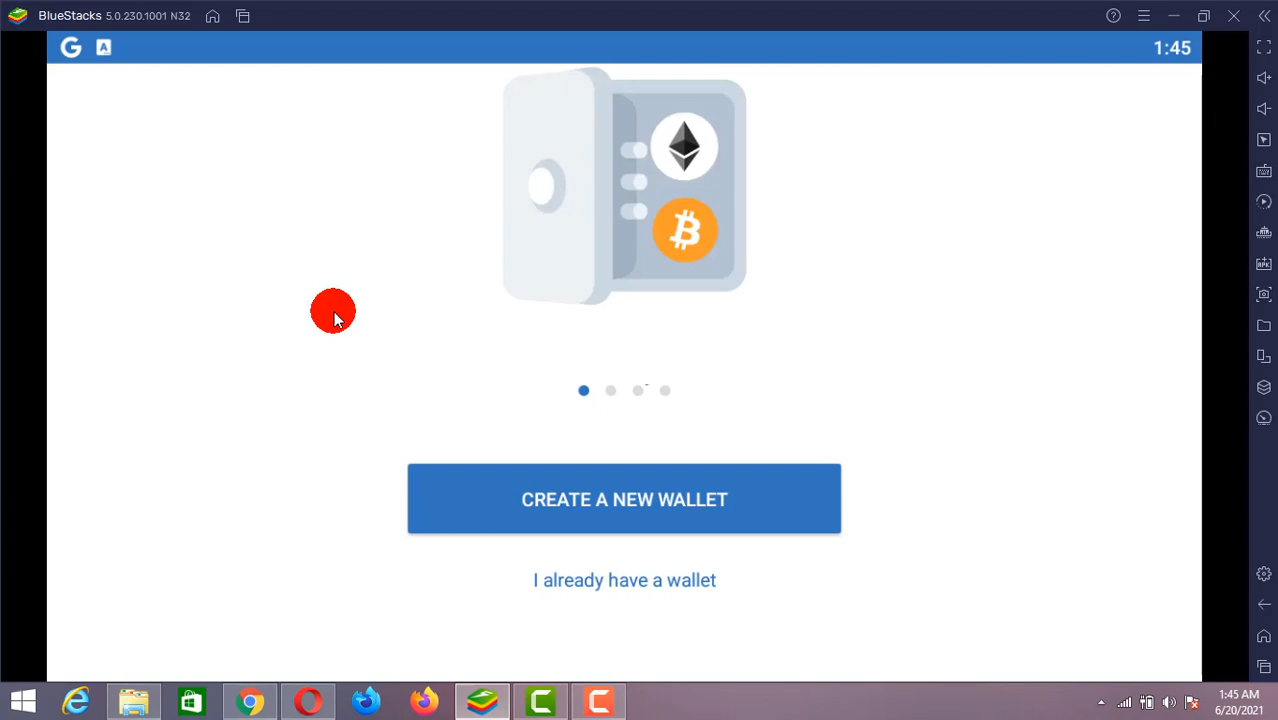 BlueStacks 5.0.230.1001 N32
1:45
CREATE A NEW WALLET
I already have a wallet
1:45 AM
6/20/2021